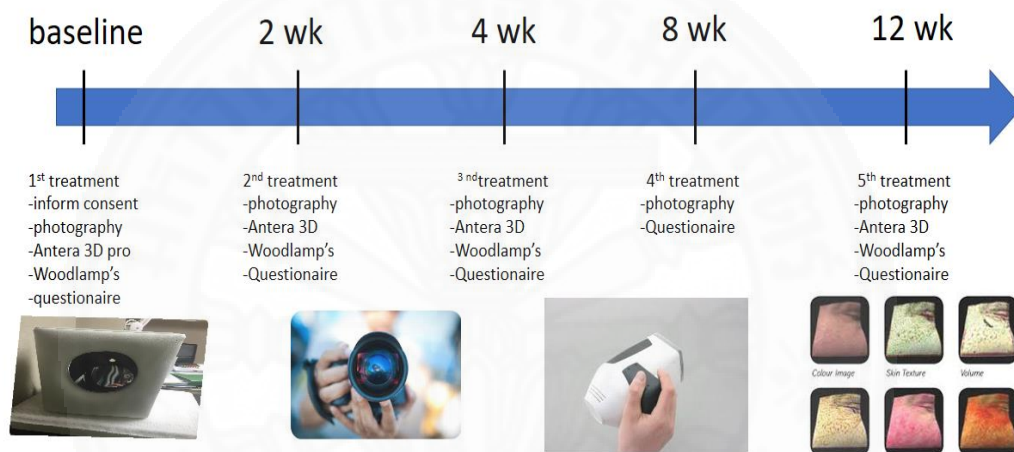 baseline
2 wk
4 wk
8 wk
12 wk
1st treatment
-inform consent
-photography
-Antera 3D pro
-Woodlamp's
-questionaire
2nd treatment
-photography
-Antera 3D
-Woodlamp's
-Questionaire
3 nd treatment
-photography
-Antera 3D
-Woodlamp's
-Questionaire
4th treatment
-photography
-Questionaire
5th treatment
-photography
-Antera 3D
-Woodlamp's
-Questionaire
Colour Image
Skin Texture
Volume